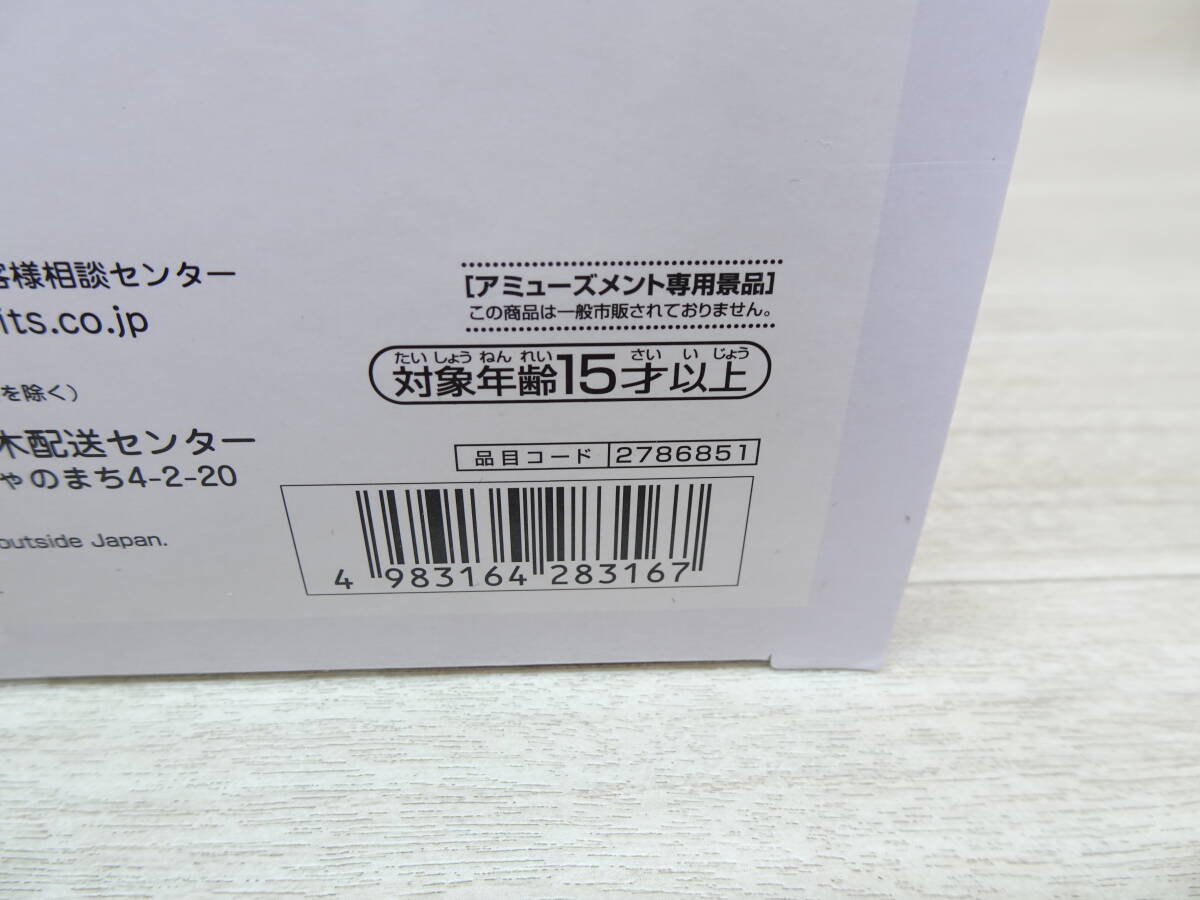 客様相談センター
its.co.jp
を除く）
木配送センター
ゃのまち4-2-20
outside Japan.
［アミューズメント専用景品］
この商品は一般市販されておりません。
たいしょうねんれい さいいじょう
対象年齢15才以上
品目コード 2786851
4 983164 283167